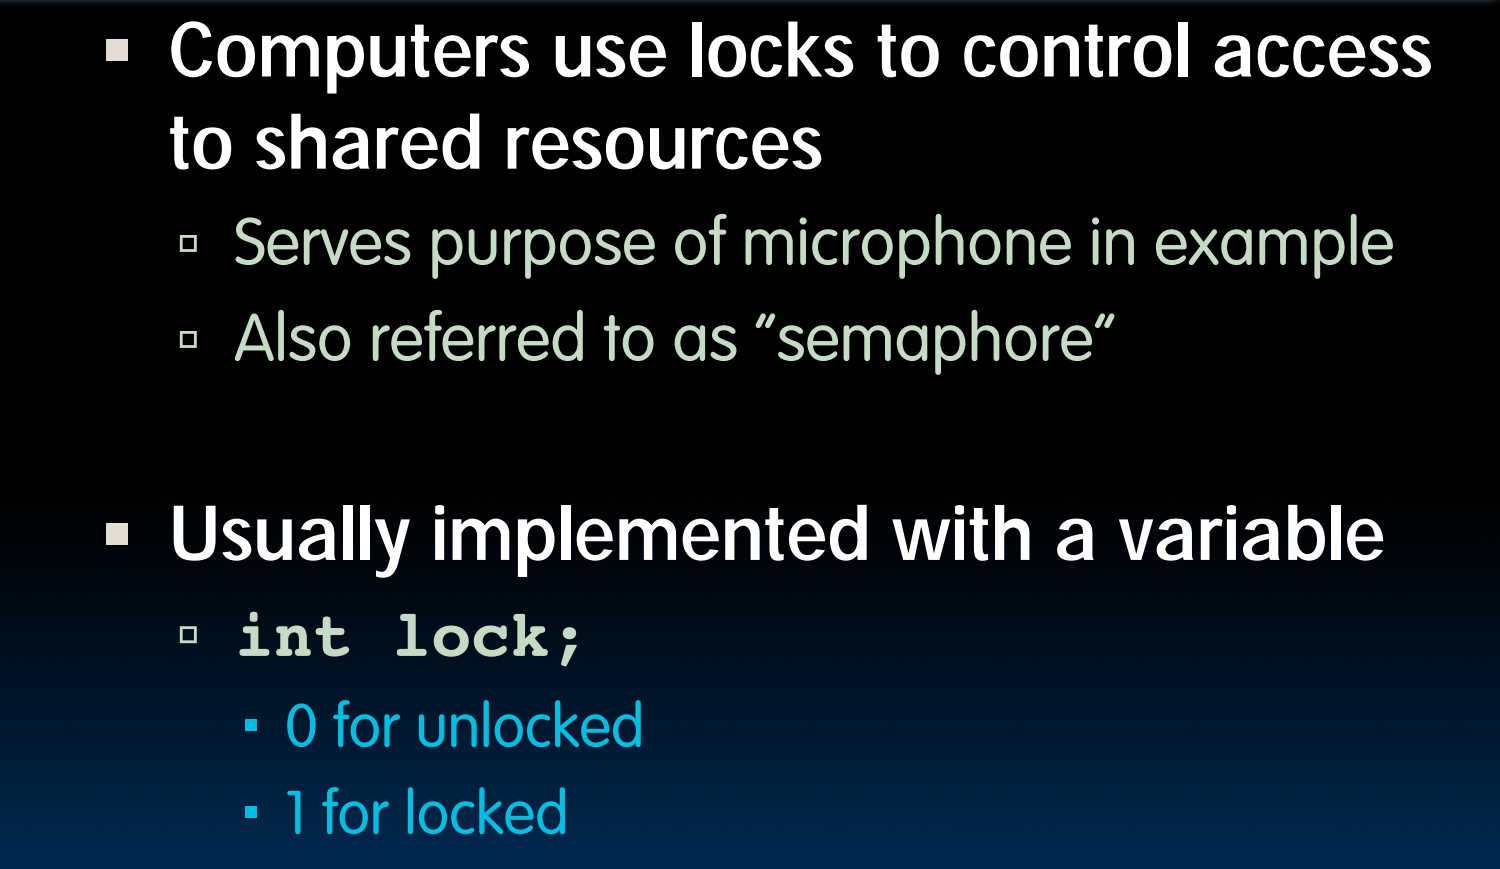 Computers use locks to control access
to shared resources
Serves purpose of microphone in example
Also referred to as “semaphore”
Usually implemented with a variable
int lock;
0 for unlocked
1 for locked